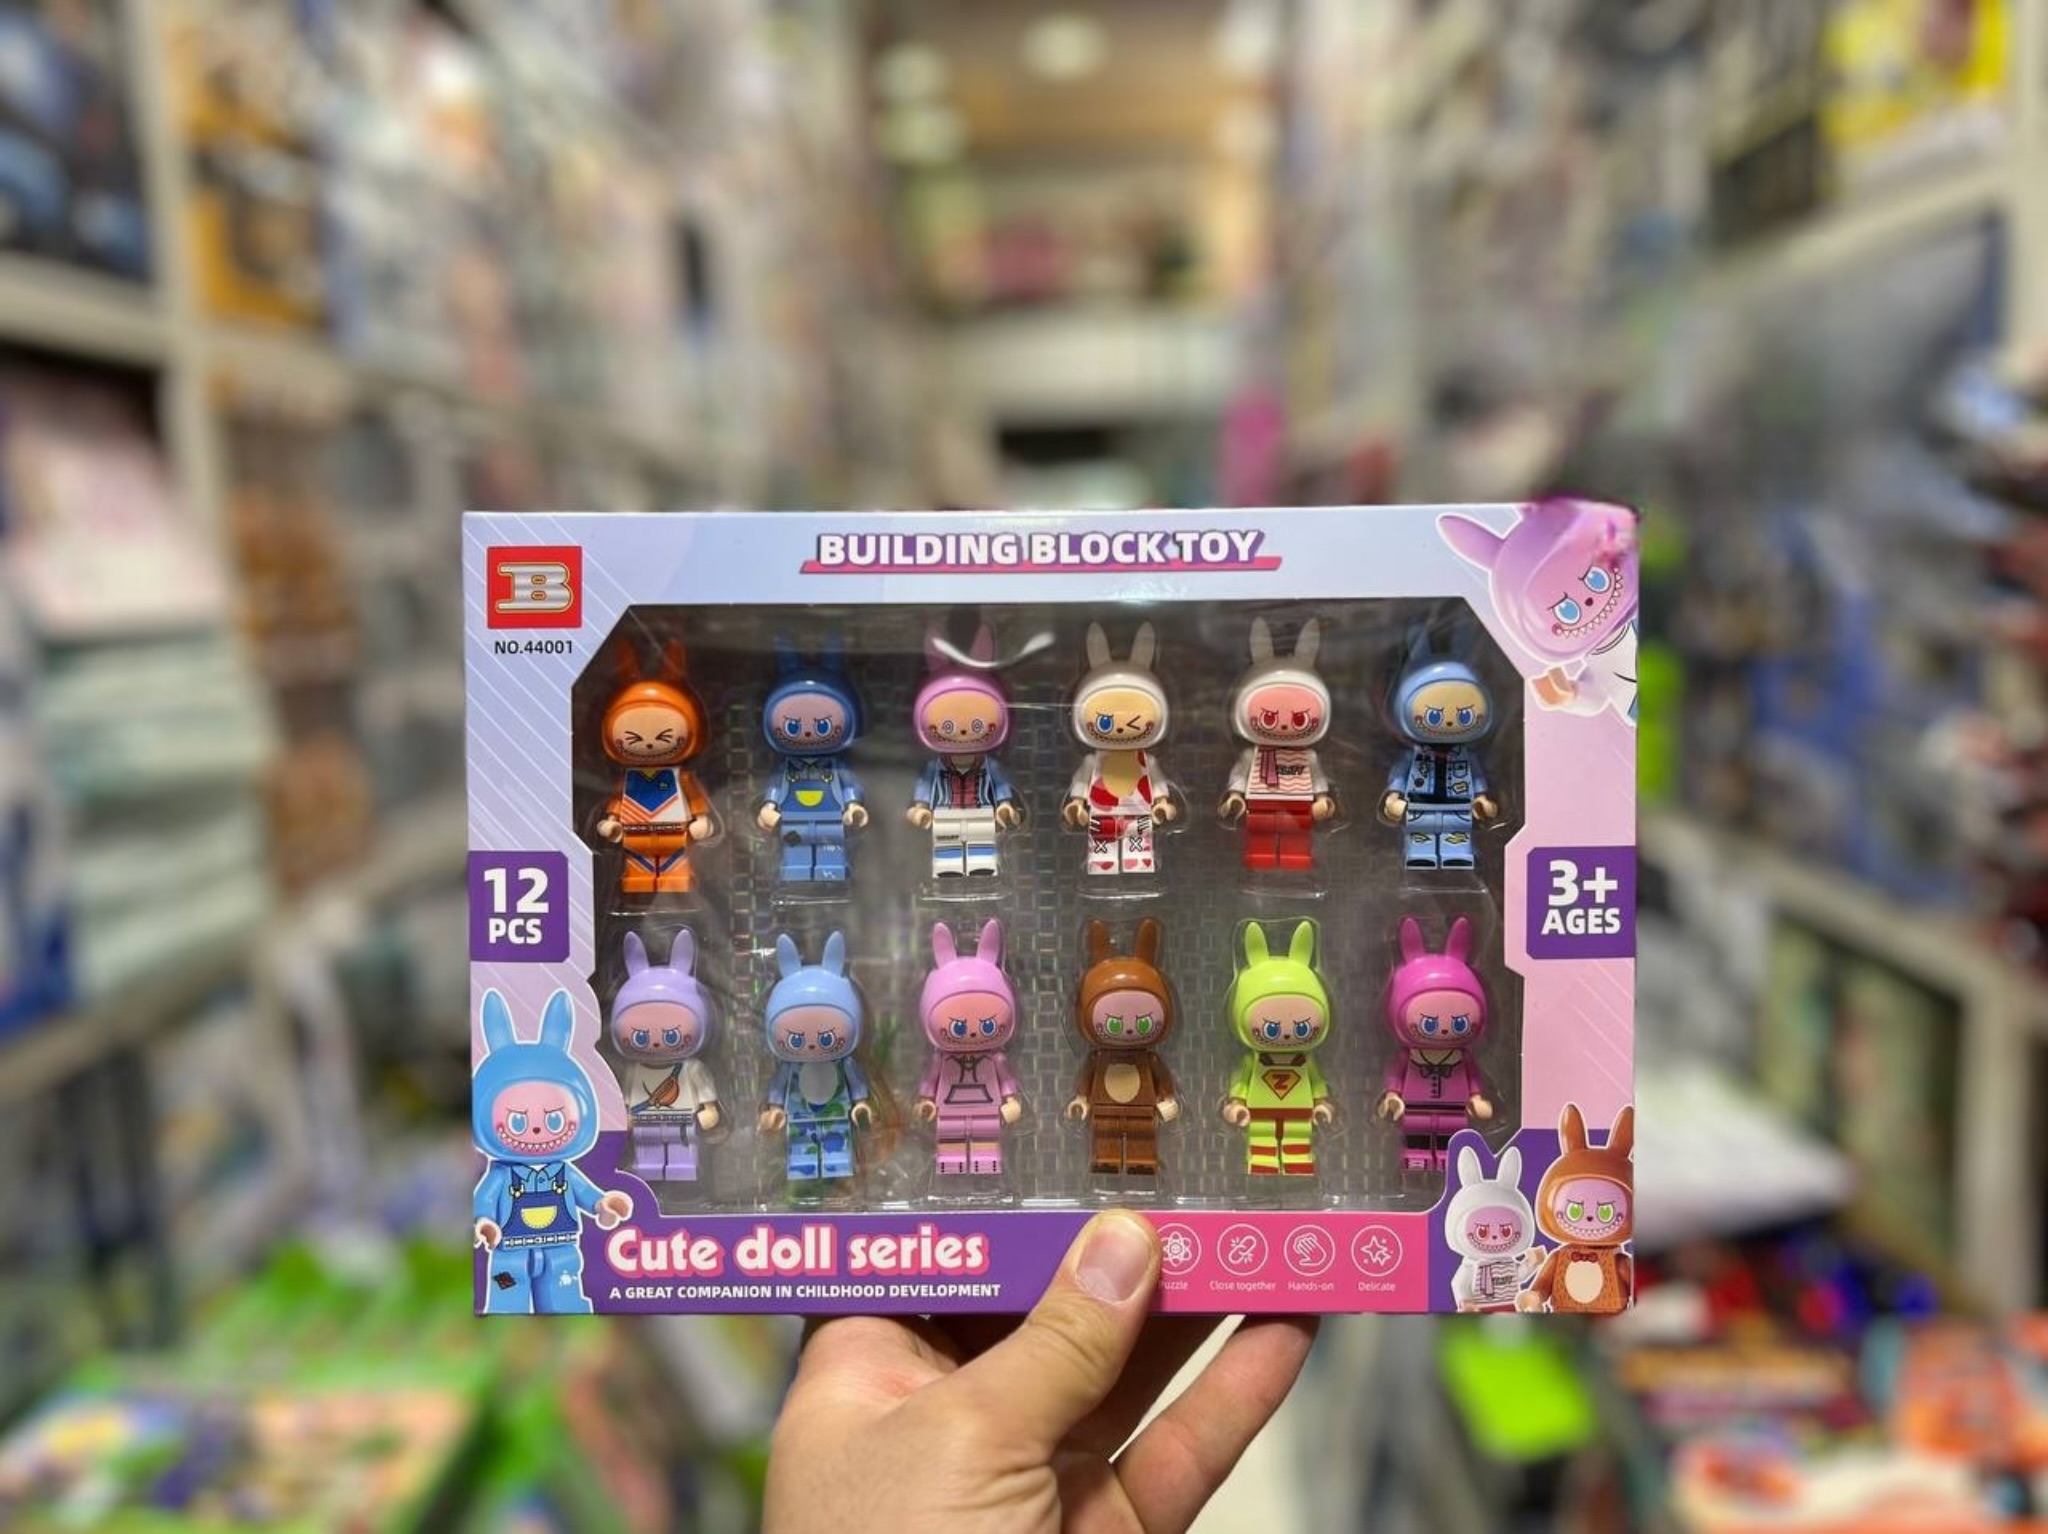 BUILDING BLOCK TOY
B
NO.44001
12
PCS
3+
AGES
Z
Cute doll series
A GREAT COMPANION IN CHILDHOOD DEVELOPMENT
Close together
Hands-on
Delicate